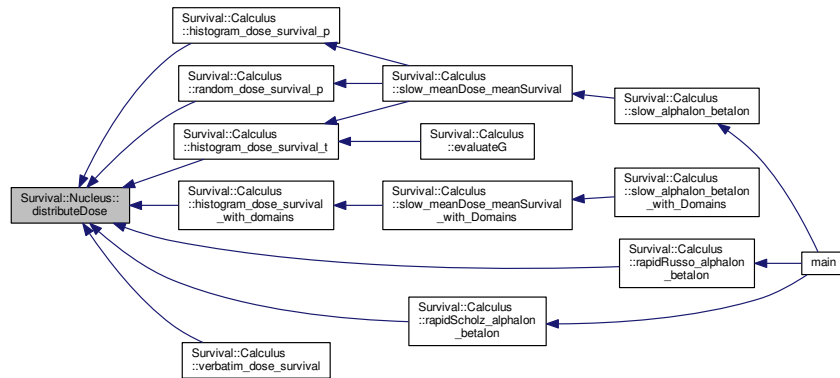 Survival::Nucleus::
distributeDose
Survival::Calculus
::histogram_dose_survival_p
Survival::Calculus
::random_dose_survival_p
Survival::Calculus
::histogram_dose_survival_t
Survival::Calculus
::histogram_dose_survival
_with_domains
Survival::Calculus
::verbatim_dose_survival
Survival::Calculus
::slow_meanDose_meanSurvival
Survival::Calculus
::evaluateG
Survival::Calculus
::slow_meanDose_meanSurvival
_with_Domains
Survival::Calculus
::rapidScholz_alphaIon
_betaIon
Survival::Calculus
::slow_alphaIon_betaIon
Survival::Calculus
::slow_alphaIon_betaIon
_with_Domains
Survival::Calculus
::rapidRusso_alphaIon
_betaIon
main